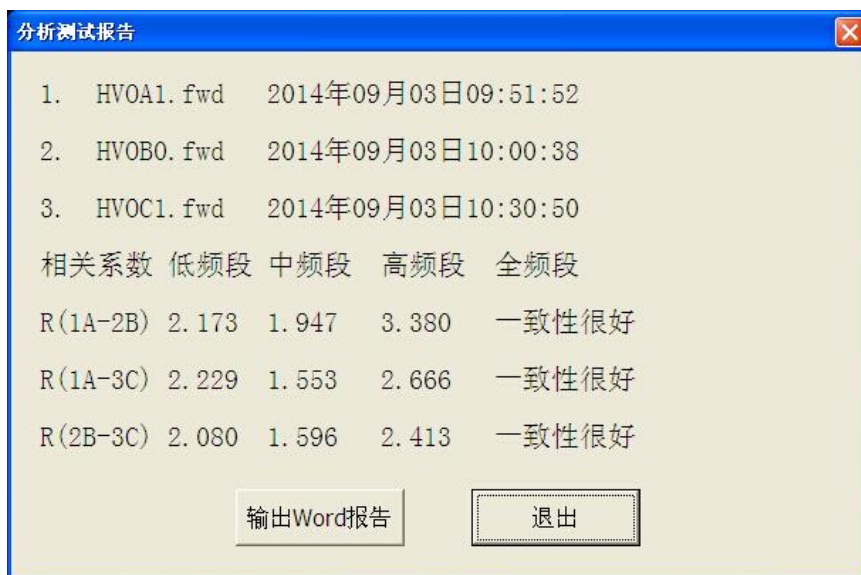 分析测试报告
1. HVOA1.fwd 2014年09月03日09:51:52
2. HVOB0.fwd 2014年09月03日10:00:38
3. HVOC1.fwd 2014年09月03日10:30:50
相关系数 低频段 中频段 高频段 全频段
R(1A-2B) 2.173 1.947 3.380 一致性很好
R(1A-3C) 2.229 1.553 2.666 一致性很好
R(2B-3C) 2.080 1.596 2.413 一致性很好
输出Word报告 退出